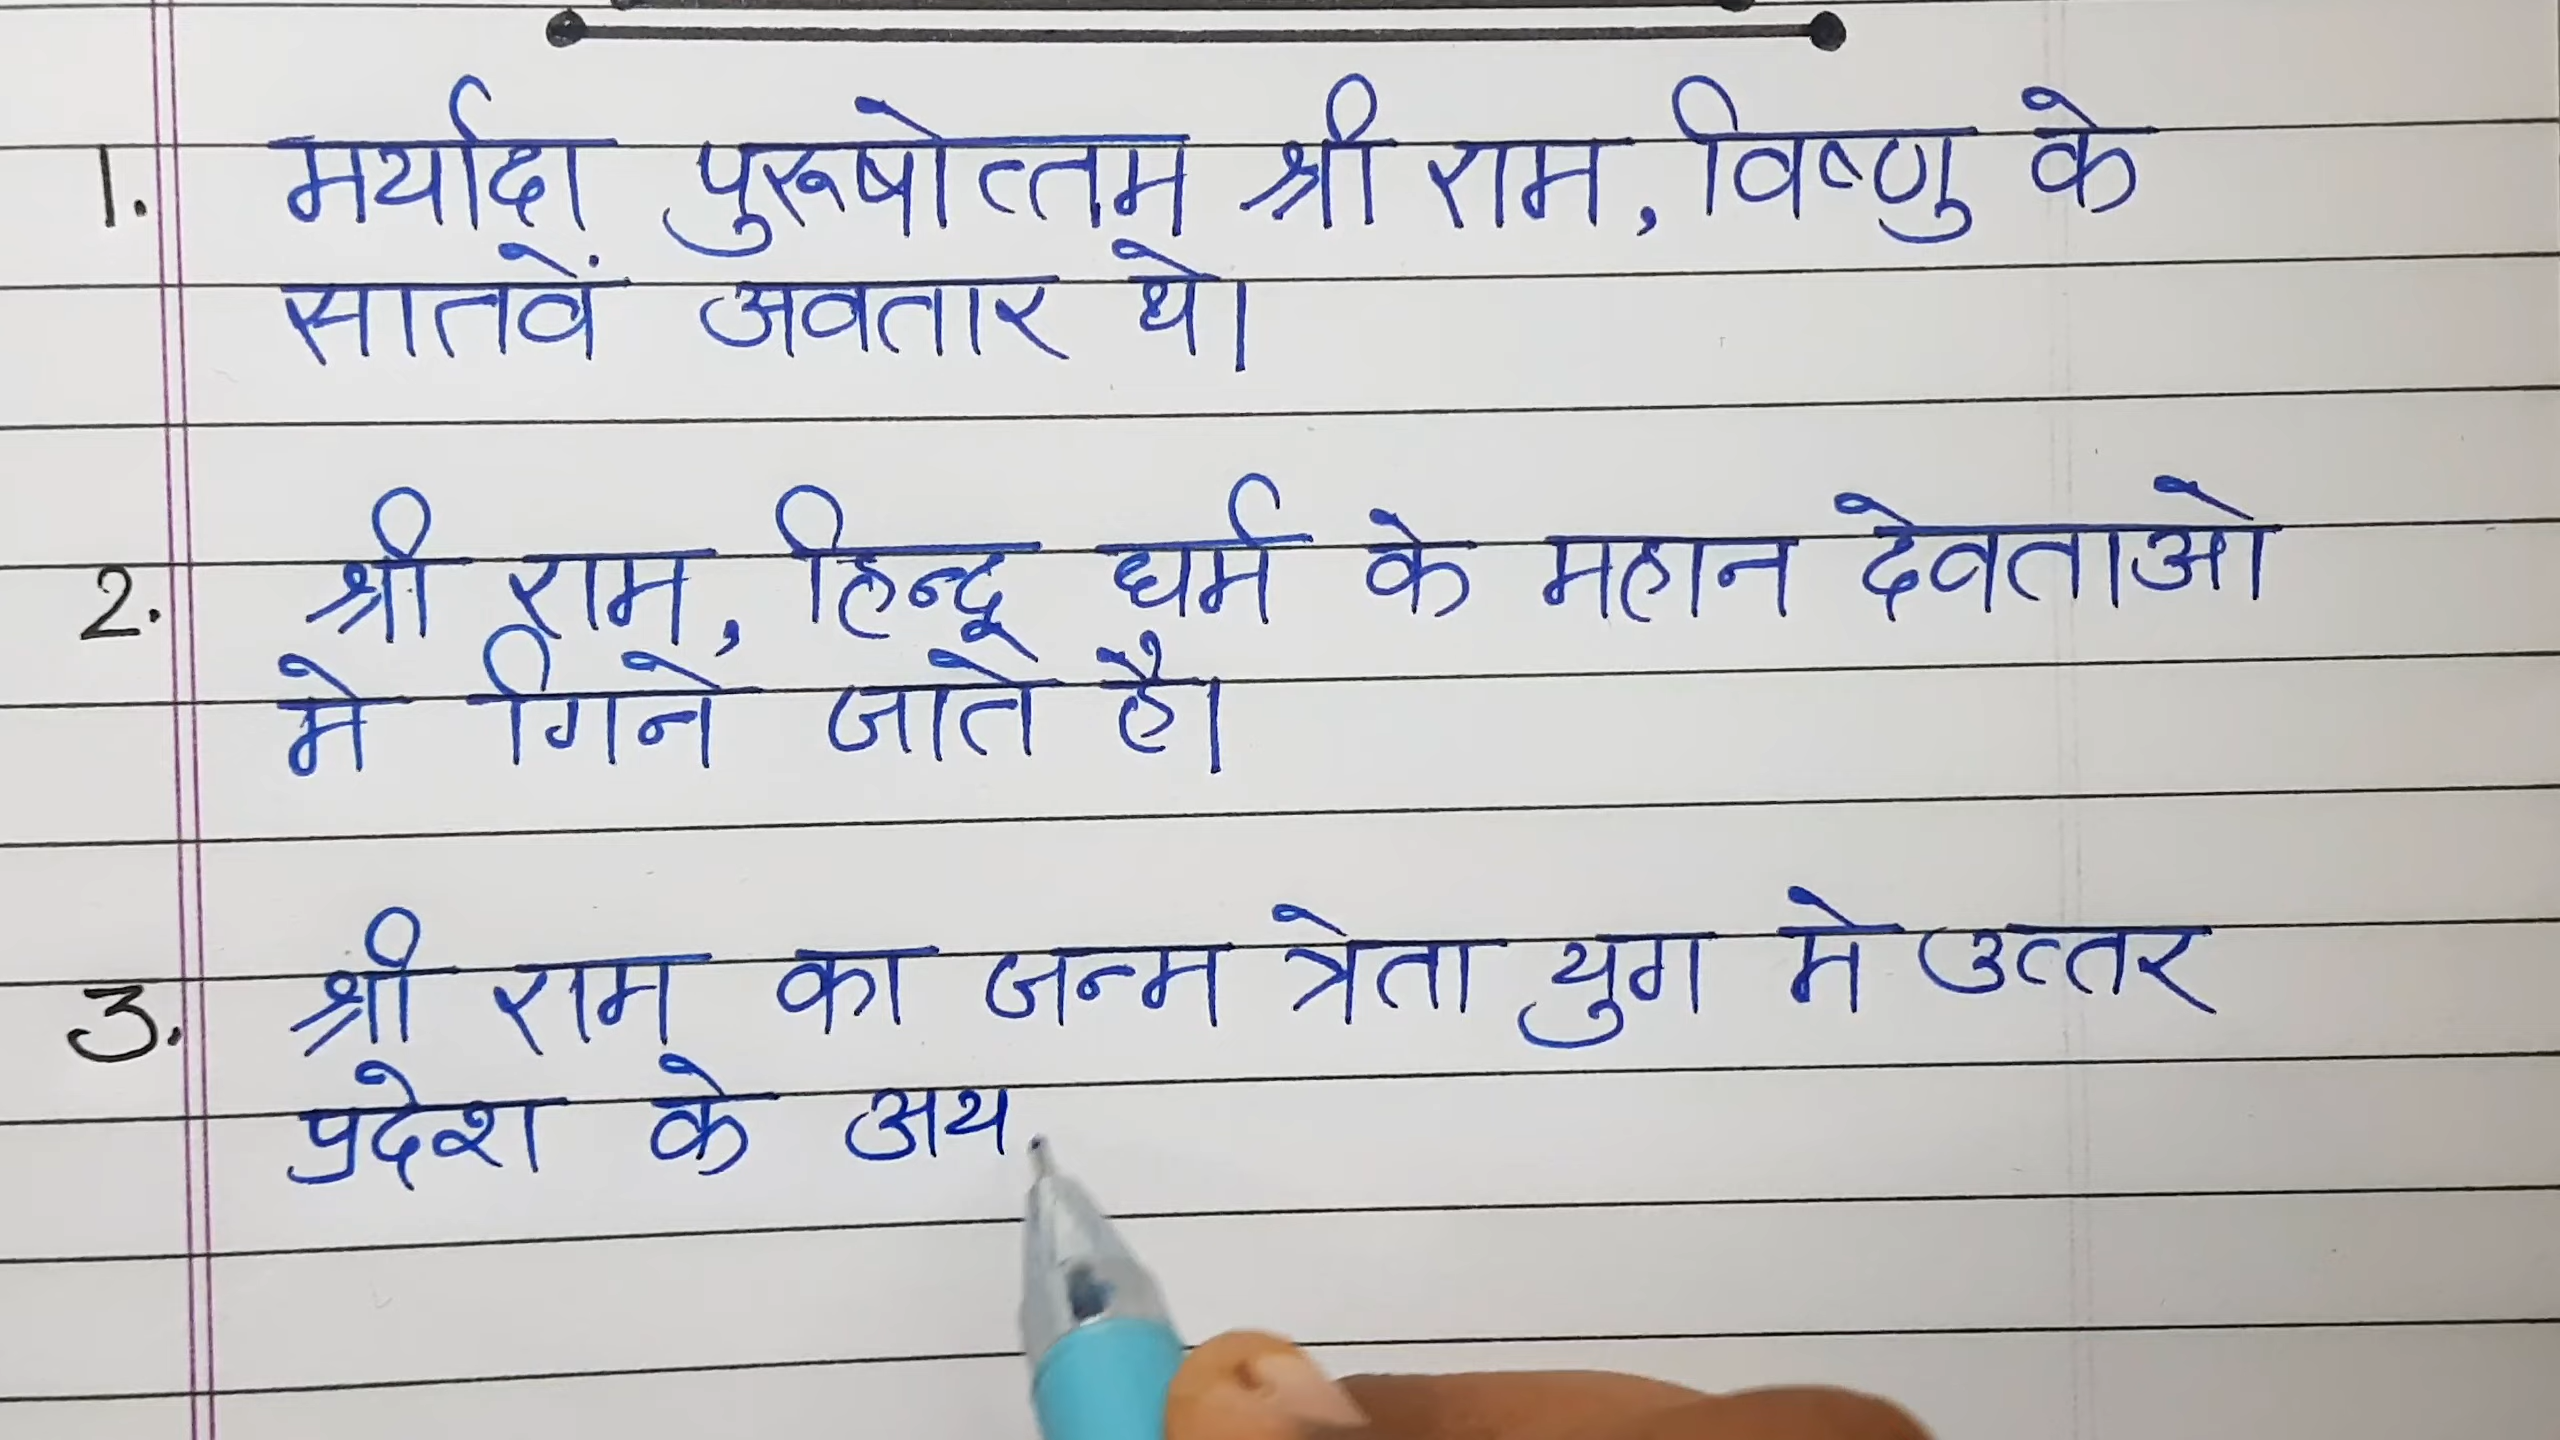 1. मर्यादा पुरूषोत्तम श्री राम, विष्णु के
सातवें अवतार थे।
2. श्री राम, हिन्दू धर्म के महान देवताओ
मे गिने जाते है।
3. श्री राम का जन्म त्रेता युग मे उत्तर
प्रदेश के अय